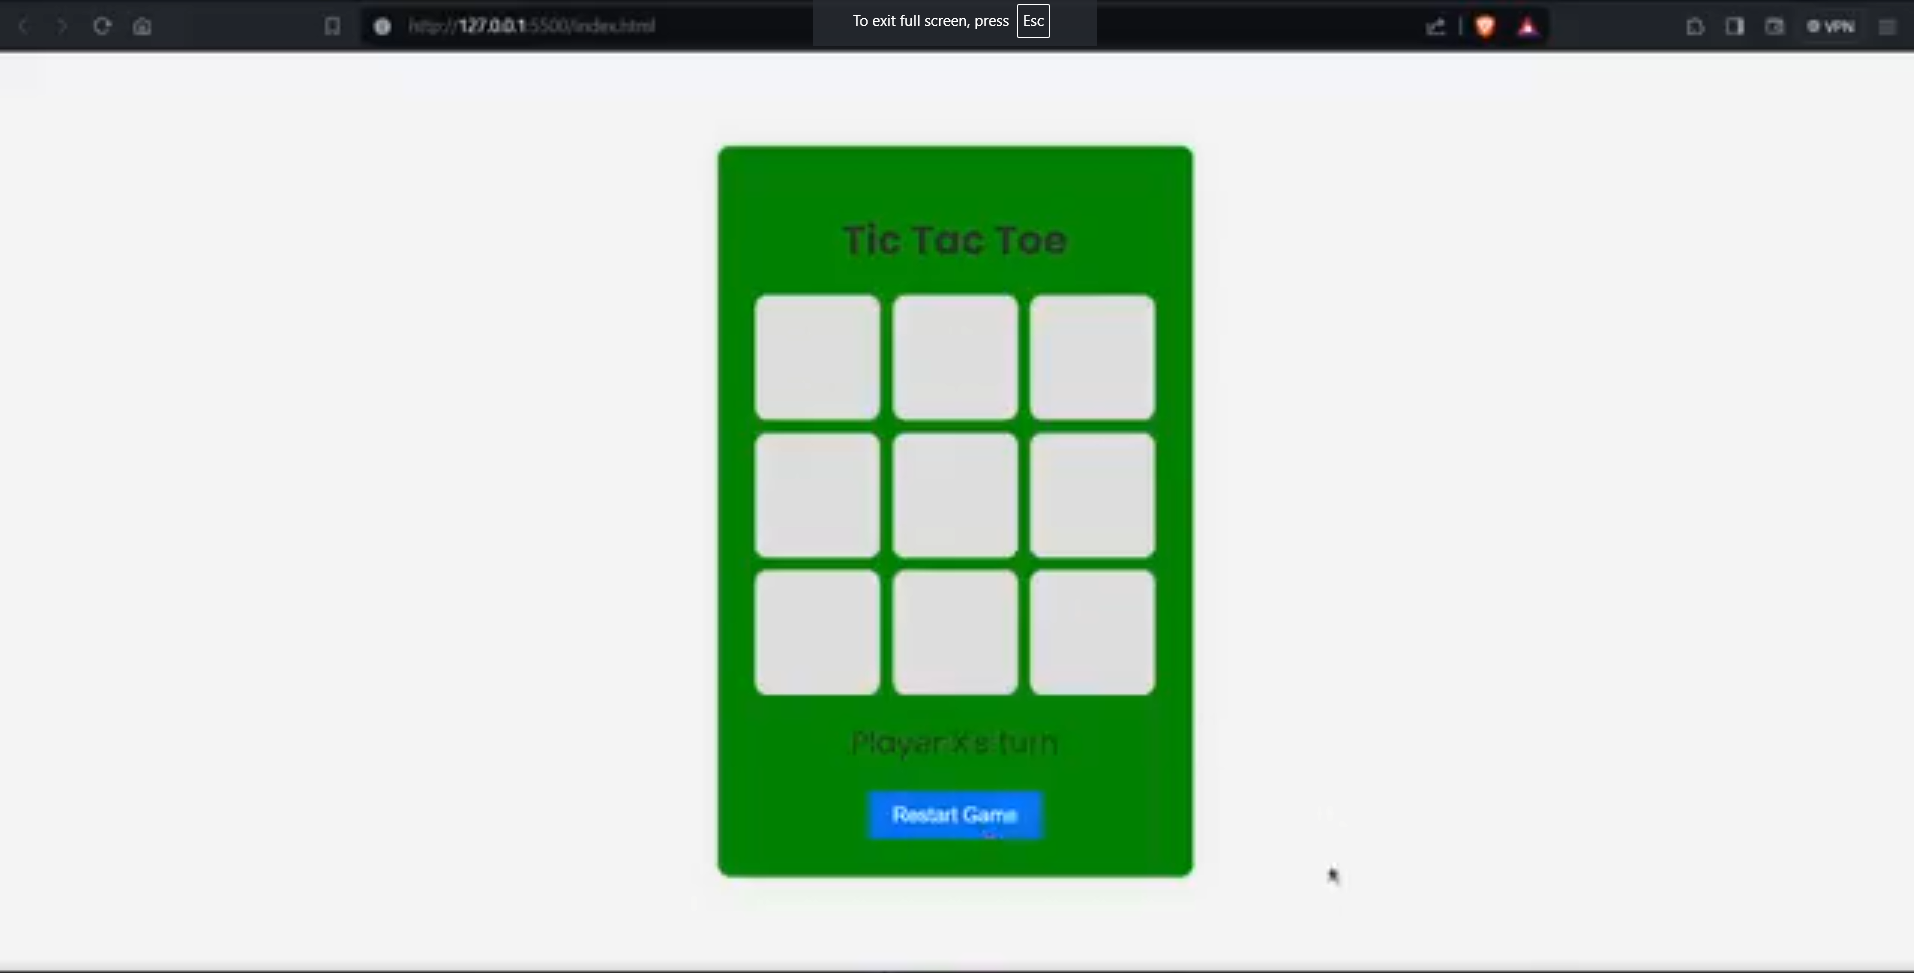 http://127.0.0.1:5500/index.html
To exit full screen, press Esc
VPN
Tic Tac Toe
Player X's turn
Restart Game